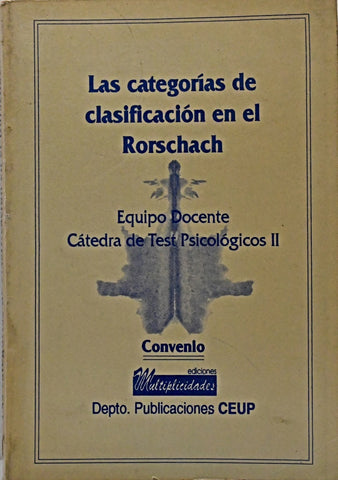 Las categorías de
clasificación en el
Rorschach
Equipo Docente
Cátedra de Test Psicológicos II
Convenio
ediciones
Multiplicidades
Depto. Publicaciones CEUP